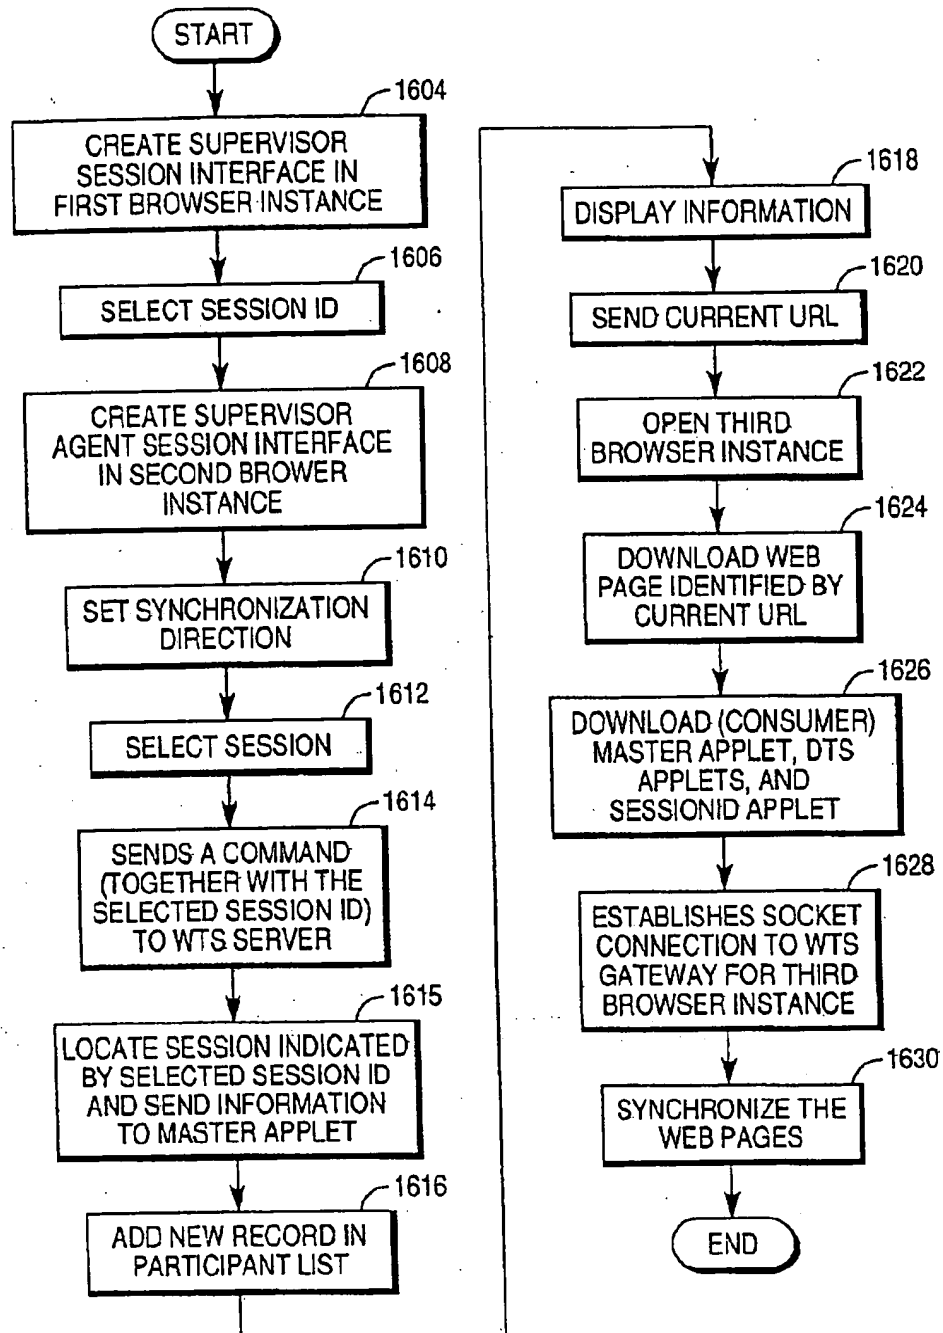 START
1604
CREATE SUPERVISOR
SESSION INTERFACE IN
FIRST BROWSER INSTANCE
1606
SELECT SESSION ID
1608
CREATE SUPERVISOR
AGENT SESSION INTERFACE
IN SECOND BROWER
INSTANCE
1610
SET SYNCHRONIZATION
DIRECTION
1612
SELECT SESSION
1614
SENDS A COMMAND
(TOGETHER WITH THE
SELECTED SESSION ID)
TO WTS SERVER
1615
LOCATE SESSION INDICATED
BY SELECTED SESSION ID
AND SEND INFORMATION
TO MASTER APPLET
1616
ADD NEW RECORD IN
PARTICIPANT LIST
1618
DISPLAY INFORMATION
1620
SEND CURRENT URL
1622
OPEN THIRD
BROWSER INSTANCE
1624
DOWNLOAD WEB
PAGE IDENTIFIED BY
CURRENT URL
1626
DOWNLOAD (CONSUMER)
MASTER APPLET, DTS
APPLETS, AND
SESSIONID APPLET
1628
ESTABLISHES SOCKET
CONNECTION TO WTS
GATEWAY FOR THIRD
BROWSER INSTANCE
1630
SYNCHRONIZE THE
WEB PAGES
END